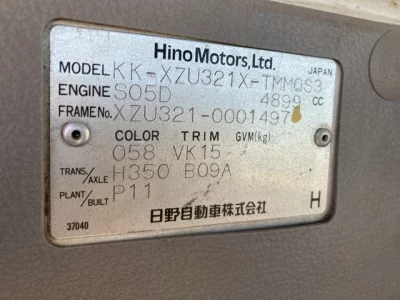 Hino Motors, Ltd.
MODEL KK-XZU321X-TMMQS3 JAPAN
ENGINE S05D 4899 CC
FRAME No. XZU321-0001497
COLOR TRIM GVM(kg)
058 VK15
TRANS/AXLE H350 B09A
PLANT/BUILT P11 H
37040 日野自動車株式会社